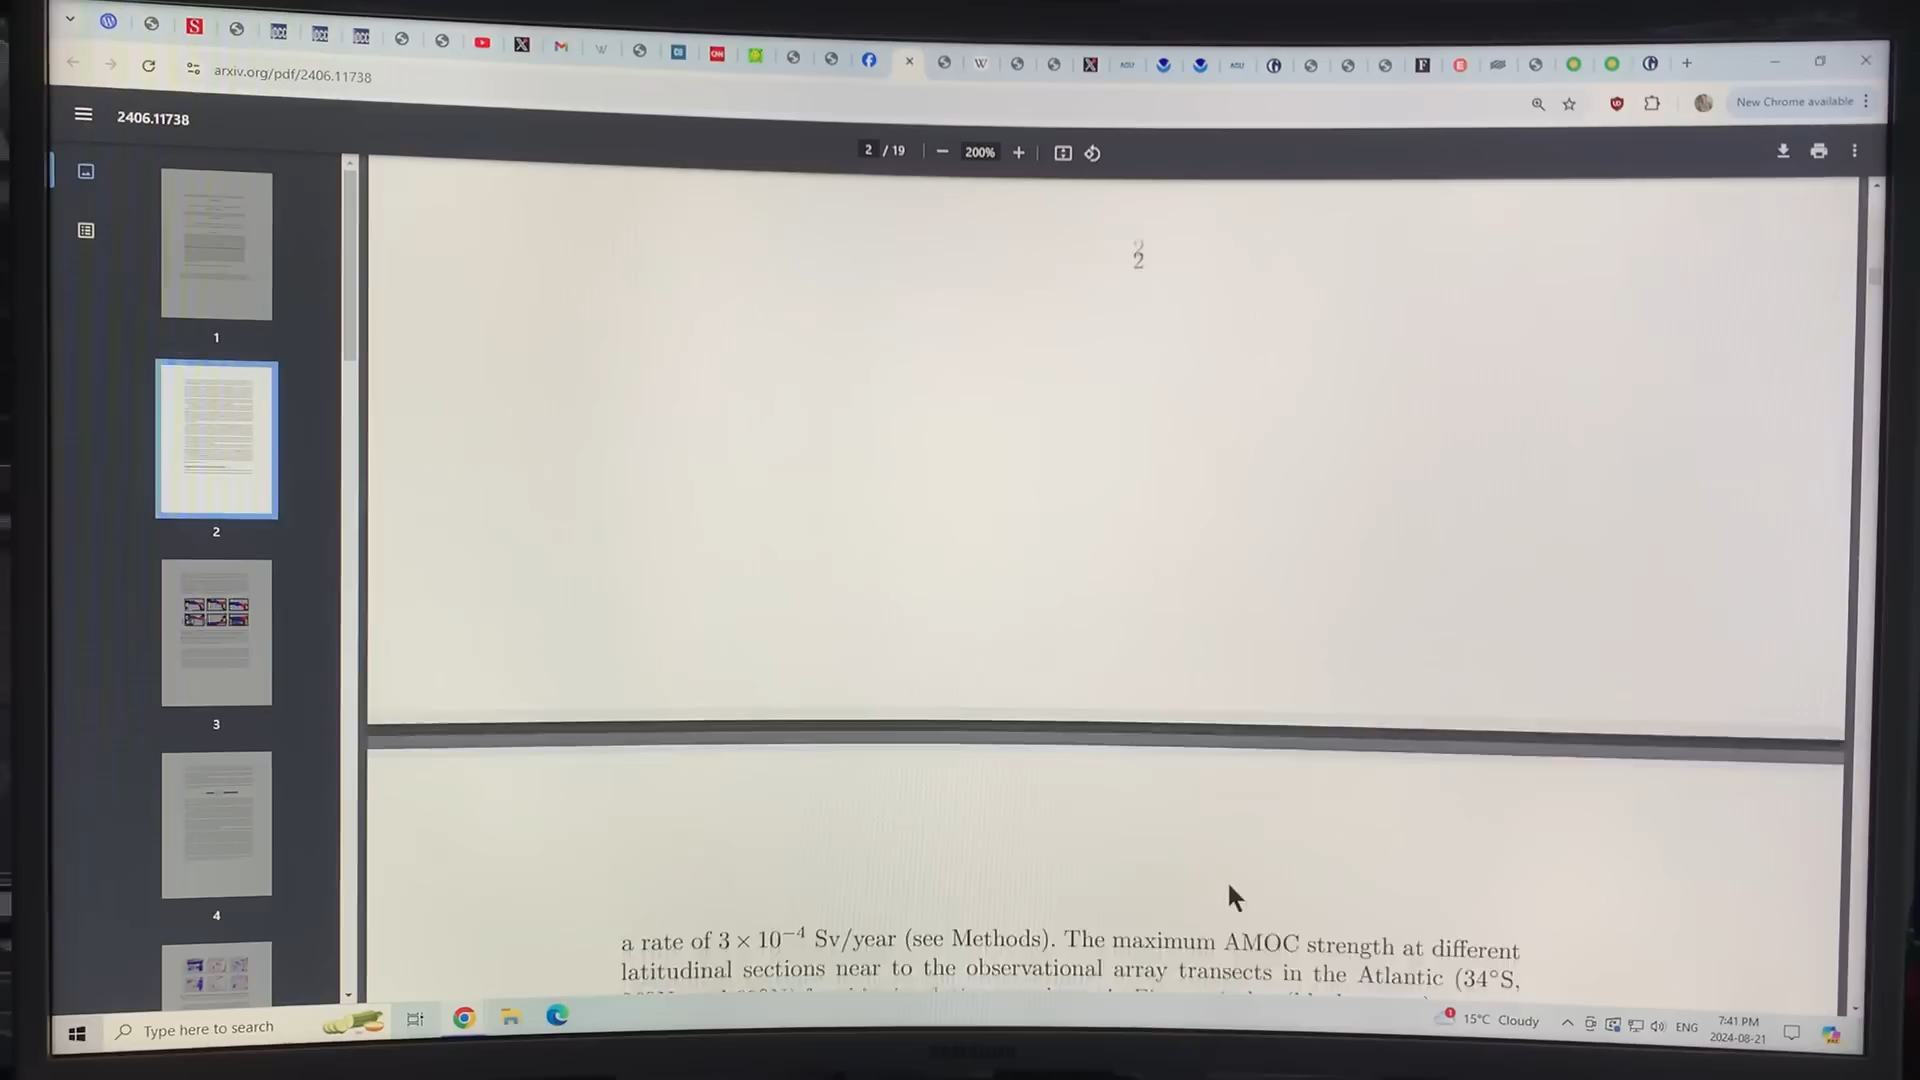 arxiv.org/pdf/2406.11738
New Chrome available
2406.11738
2 / 19
200%
1
2
3
4
2
a rate of 3 × 10⁻⁴ Sv/year (see Methods). The maximum AMOC strength at different
latitudinal sections near to the observational array transects in the Atlantic (34°S,
Type here to search
15°C Cloudy
ENG
7:41 PM
2024-08-21